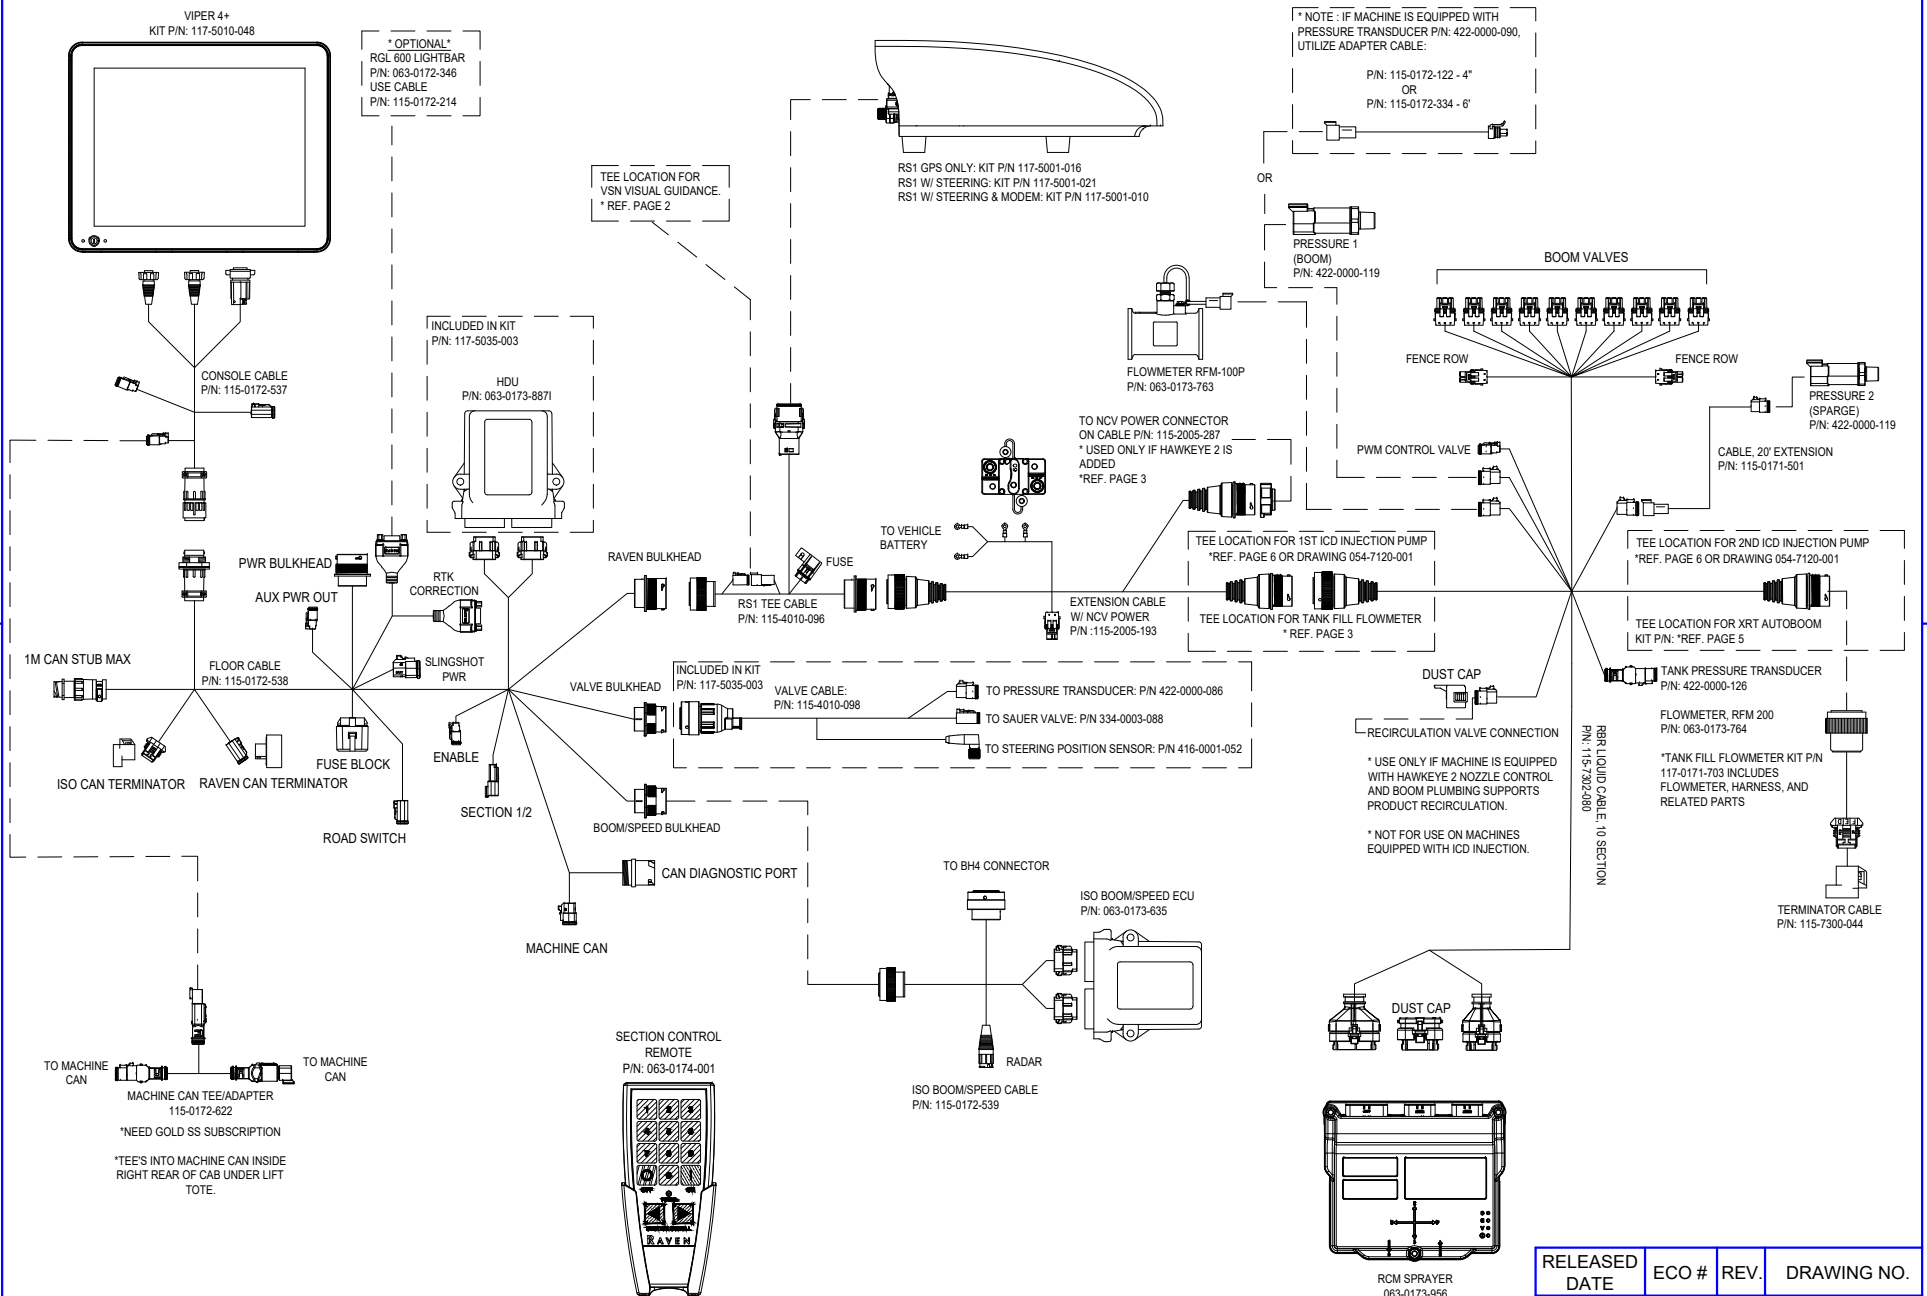 VIPER 4+
KIT P/N: 117-5010-048
* OPTIONAL*
RGL 600 LIGHTBAR
P/N: 063-0172-346
USE CABLE
P/N: 115-0172-214
TEE LOCATION FOR
VSN VISUAL GUIDANCE.
* REF. PAGE 2
RS1 GPS ONLY: KIT P/N 117-5001-016
RS1 W/ STEERING: KIT P/N 117-5001-021
RS1 W/ STEERING & MODEM: KIT P/N 117-5001-010
* NOTE : IF MACHINE IS EQUIPPED WITH
PRESSURE TRANSDUCER P/N: 422-0000-090,
UTILIZE ADAPTER CABLE:
P/N: 115-0172-122 - 4"
OR
P/N: 115-0172-334 - 6'
OR
PRESSURE 1
(BOOM)
P/N: 422-0000-119
BOOM VALVES
FENCE ROW
FENCE ROW
PRESSURE 2
(SPARGE)
P/N: 422-0000-119
CABLE, 20' EXTENSION
P/N: 115-0171-501
PWM CONTROL VALVE
FLOWMETER RFM-100P
P/N: 063-0173-763
INCLUDED IN KIT
P/N: 117-5035-003
HDU
P/N: 063-0173-887I
CONSOLE CABLE
P/N: 115-0172-537
TO NCV POWER CONNECTOR
ON CABLE P/N: 115-2005-287
* USED ONLY IF HAWKEYE 2 IS
ADDED
*REF. PAGE 3
TO VEHICLE
BATTERY
FUSE
RAVEN BULKHEAD
RS1 TEE CABLE
P/N: 115-4010-096
EXTENSION CABLE
W/ NCV POWER
P/N :115-2005-193
TEE LOCATION FOR 1ST ICD INJECTION PUMP
*REF. PAGE 6 OR DRAWING 054-7120-001
TEE LOCATION FOR TANK FILL FLOWMETER
* REF. PAGE 3
TEE LOCATION FOR 2ND ICD INJECTION PUMP
*REF. PAGE 6 OR DRAWING 054-7120-001
TEE LOCATION FOR XRT AUTOBOOM
KIT P/N: *REF. PAGE 5
PWR BULKHEAD
AUX PWR OUT
RTK
CORRECTION
SLINGSHOT
PWR
1M CAN STUB MAX
FLOOR CABLE
P/N: 115-0172-538
ISO CAN TERMINATOR
RAVEN CAN TERMINATOR
FUSE BLOCK
ROAD SWITCH
ENABLE
SECTION 1/2
VALVE BULKHEAD
INCLUDED IN KIT
P/N: 117-5035-003
VALVE CABLE:
P/N: 115-4010-098
TO PRESSURE TRANSDUCER: P/N 422-0000-086
TO SAUER VALVE: P/N 334-0003-088
TO STEERING POSITION SENSOR: P/N 416-0001-052
BOOM/SPEED BULKHEAD
CAN DIAGNOSTIC PORT
MACHINE CAN
DUST CAP
RECIRCULATION VALVE CONNECTION
* USE ONLY IF MACHINE IS EQUIPPED
WITH HAWKEYE 2 NOZZLE CONTROL
AND BOOM PLUMBING SUPPORTS
PRODUCT RECIRCULATION.
* NOT FOR USE ON MACHINES
EQUIPPED WITH ICD INJECTION.
RBR LIQUID CABLE, 10 SECTION
P/N: 115-7302-080
TANK PRESSURE TRANSDUCER
P/N: 422-0000-126
FLOWMETER, RFM 200
P/N: 063-0173-764
*TANK FILL FLOWMETER KIT P/N
117-0171-703 INCLUDES
FLOWMETER, HARNESS, AND
RELATED PARTS
TERMINATOR CABLE
P/N: 115-7300-044
TO BH4 CONNECTOR
ISO BOOM/SPEED ECU
P/N: 063-0173-635
RADAR
ISO BOOM/SPEED CABLE
P/N: 115-0172-539
DUST CAP
TO MACHINE
CAN
TO MACHINE
CAN
MACHINE CAN TEE/ADAPTER
115-0172-622
*NEED GOLD SS SUBSCRIPTION
*TEE'S INTO MACHINE CAN INSIDE
RIGHT REAR OF CAB UNDER LIFT
TOTE.
SECTION CONTROL
REMOTE
P/N: 063-0174-001
RAVEN
RCM SPRAYER
063-0173-956
RELEASED
DATE
ECO #
REV.
DRAWING NO.